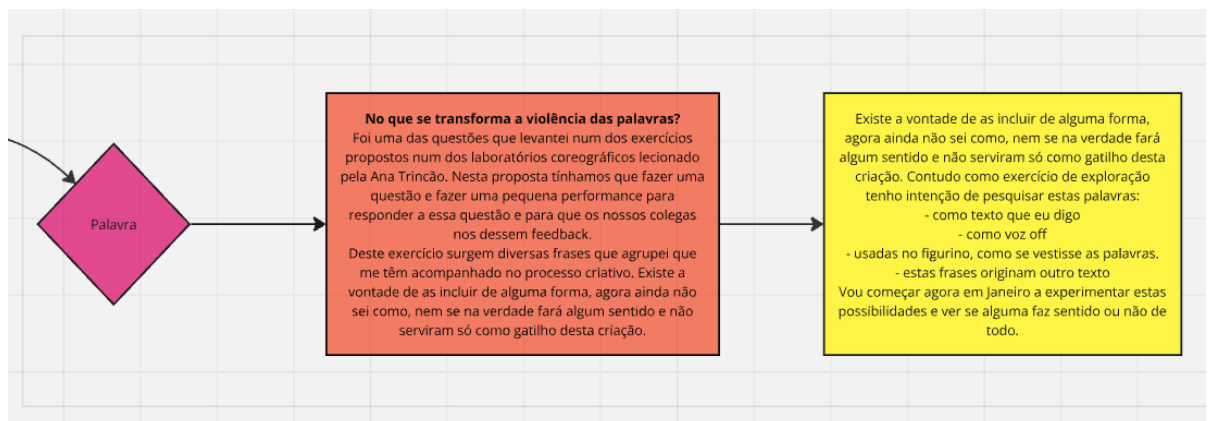 Palavra
No que se transforma a violência das palavras?
Foi uma das questões que levantei num dos exercícios
propostos num dos laboratórios coreográficos lecionado
pela Ana Trincão. Nesta proposta tínhamos que fazer uma
questão e fazer uma pequena performance para
responder a essa questão e para que os nossos colegas
nos dessem feedback.
Deste exercício surgem diversas frases que agrupei que
me têm acompanhado no processo criativo. Existe a
vontade de as incluir de alguma forma, agora ainda não
sei como, nem se na verdade fará algum sentido e não
serviram só como gatilho desta criação.
Existe a vontade de as incluir de alguma forma,
agora ainda não sei como, nem se na verdade fará
algum sentido e não serviram só como gatilho desta
criação. Contudo como exercício de exploração
tenho intenção de pesquisar estas palavras:
- como texto que eu digo
- como voz off
- usadas no figurino, como se vestisse as palavras.
- estas frases originam outro texto
Vou começar agora em Janeiro a experimentar estas
possibilidades e ver se alguma faz sentido ou não de
todo.